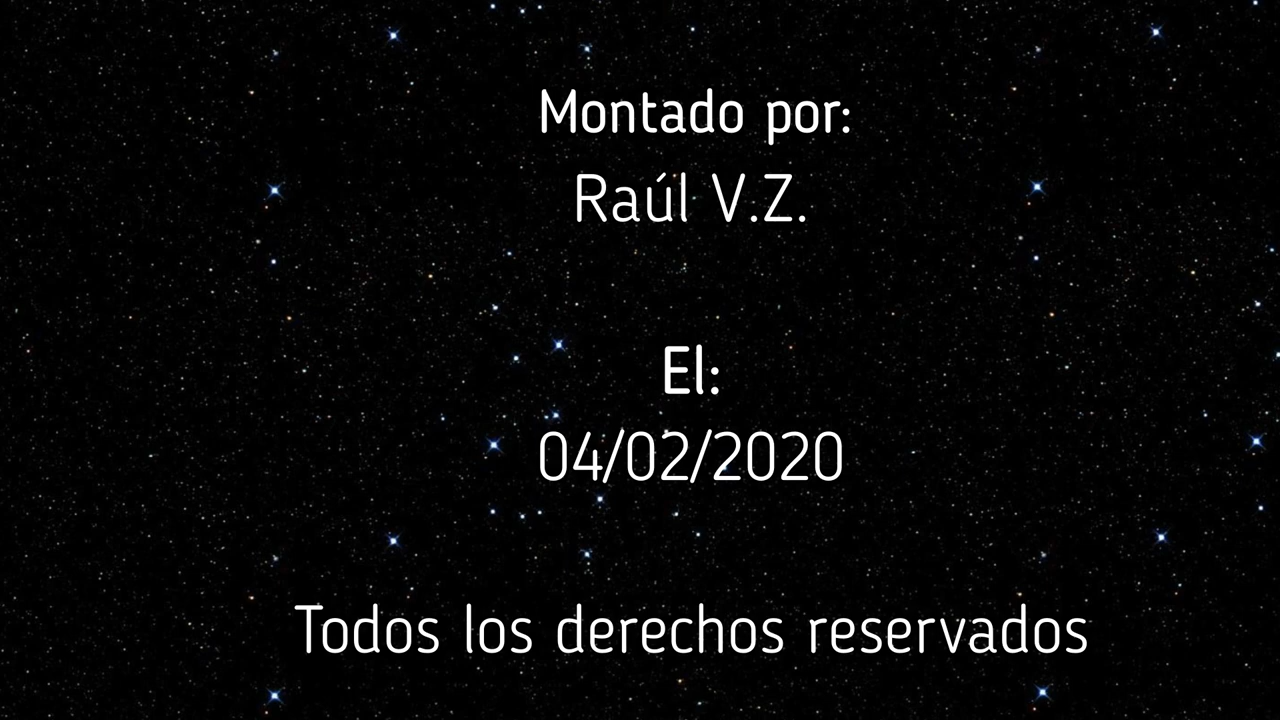 Montado por:
Raúl V.Z.
El:
04/02/2020
Todos los derechos reservados